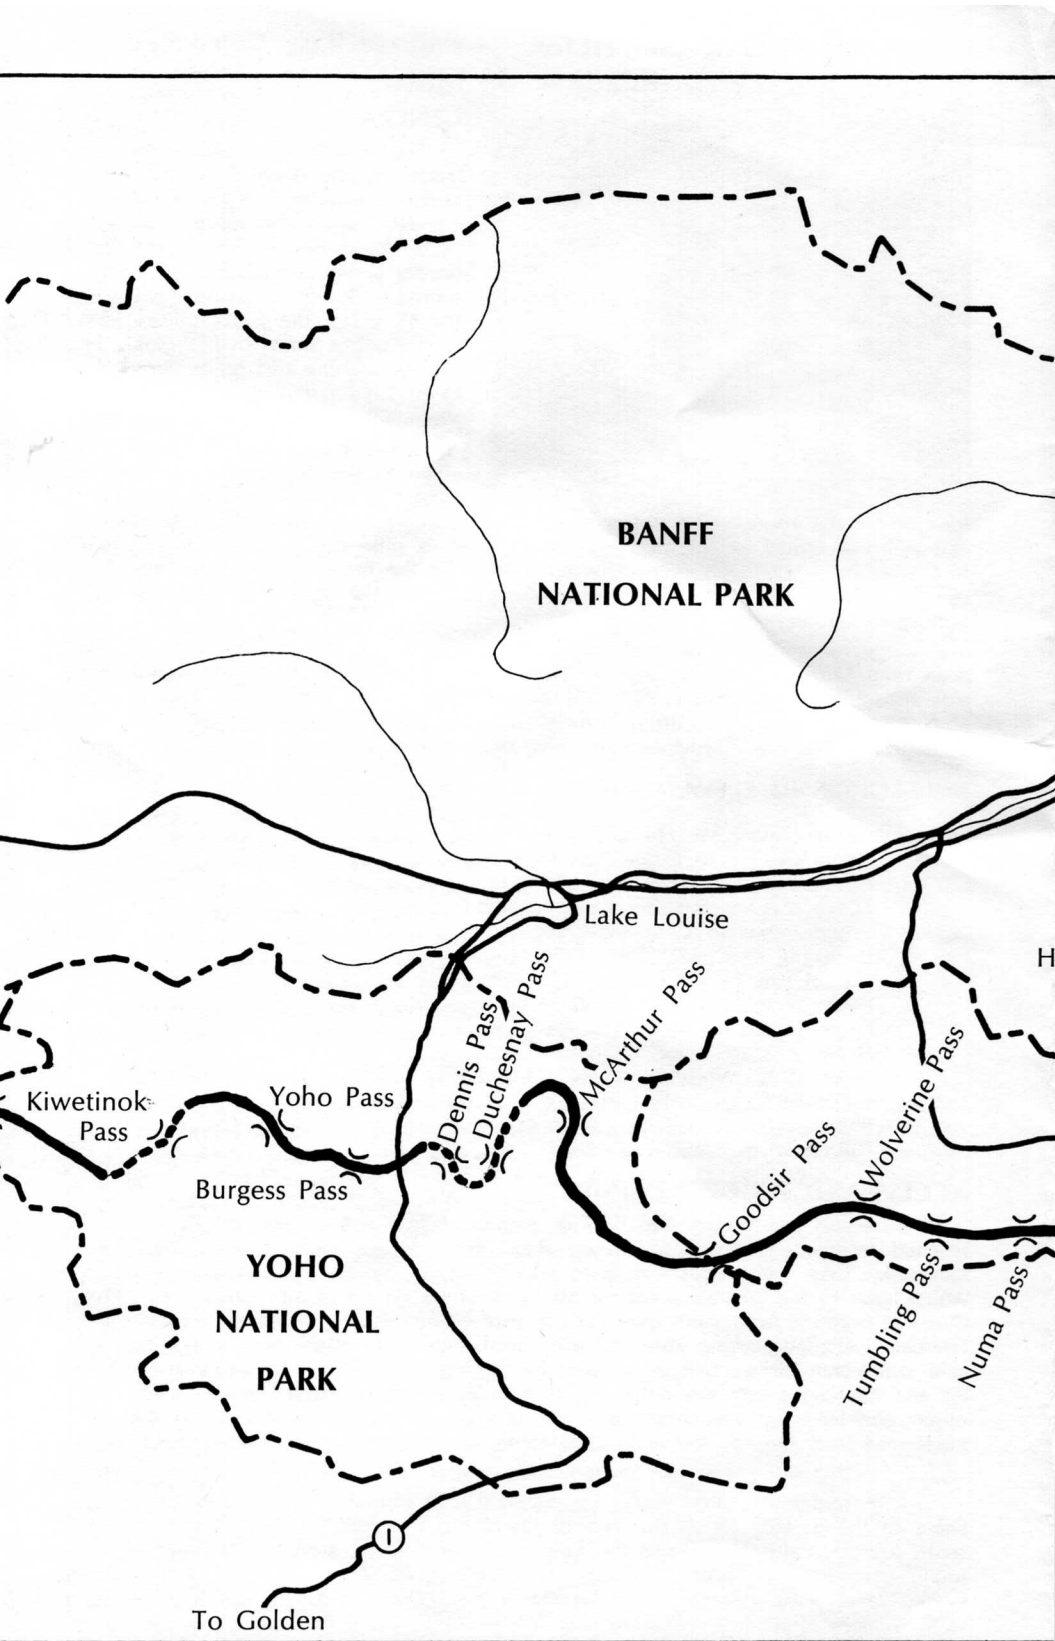 BANFF
NATIONAL PARK
Lake Louise
H
Dennis Pass
Duchesnay Pass
McArthur Pass
Kiwetinok
Pass
Yoho Pass
Wolverine Pass
Burgess Pass
Goodsir Pass
YOHO
NATIONAL
PARK
Tumbling Pass
Numa Pass
1
To Golden